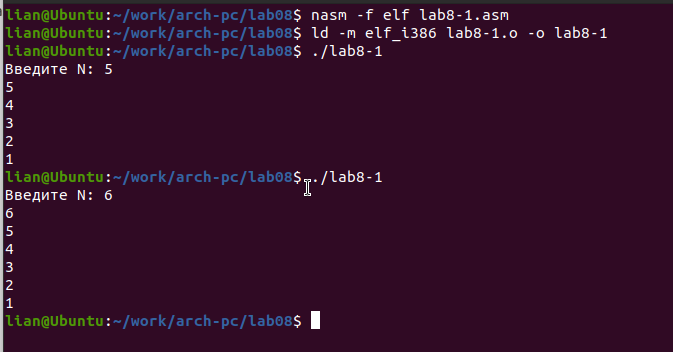 lian@Ubuntu:~/work/arch-pc/lab08$ nasm -f elf lab8-1.asm
lian@Ubuntu:~/work/arch-pc/lab08$ ld -m elf_i386 lab8-1.o -o lab8-1
lian@Ubuntu:~/work/arch-pc/lab08$ ./lab8-1
Введите N: 5
5
4
3
2
1
lian@Ubuntu:~/work/arch-pc/lab08$ ./lab8-1
Введите N: 6
6
5
4
3
2
1
lian@Ubuntu:~/work/arch-pc/lab08$